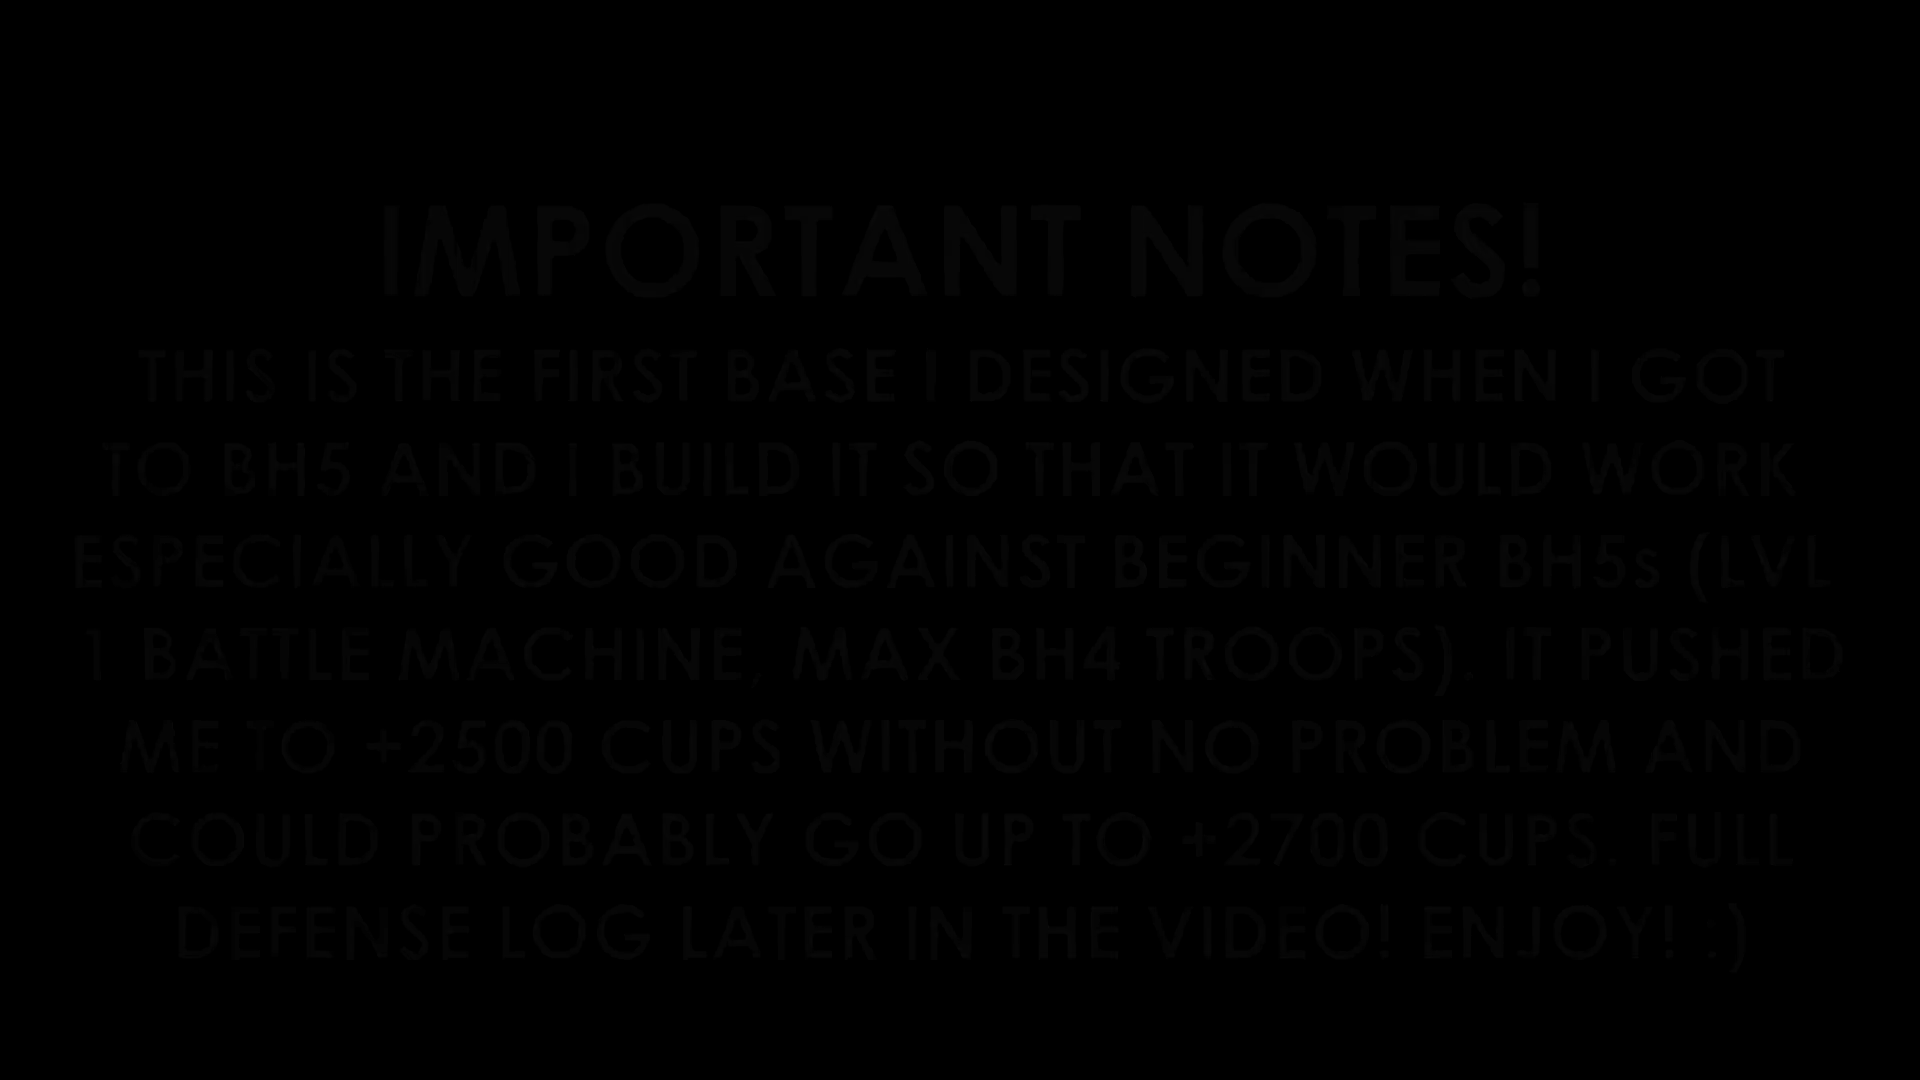 IMPORTANT NOTES!
THIS IS THE FIRST BASE I DESIGNED WHEN I GOT
TO BH5 AND I BUILD IT SO THAT IT WOULD WORK
ESPECIALLY GOOD AGAINST BEGINNER BH5s (LVL
1 BATTLE MACHINE, MAX BH4 TROOPS). IT PUSHED
ME TO +2500 CUPS WITHOUT NO PROBLEM AND
COULD PROBABLY GO UP TO +2700 CUPS. FULL
DEFENSE LOG LATER IN THE VIDEO! ENJOY! :)